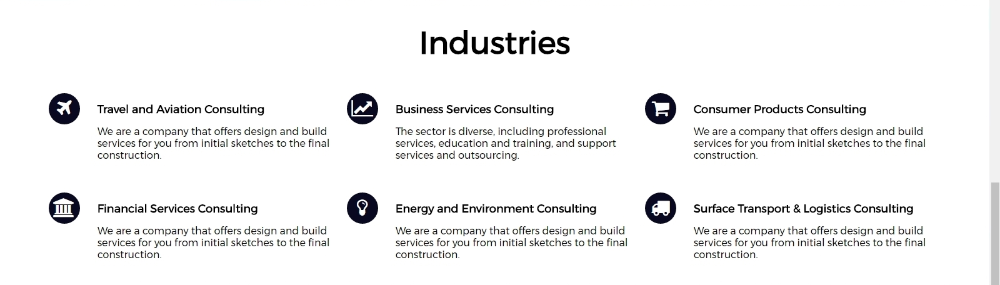 Industries
Travel and Aviation Consulting
We are a company that offers design and build
services for you from initial sketches to the final
construction.
Business Services Consulting
The sector is diverse, including professional
services, education and training, and support
services and outsourcing.
Consumer Products Consulting
We are a company that offers design and build
services for you from initial sketches to the final
construction.
Financial Services Consulting
We are a company that offers design and build
services for you from initial sketches to the final
construction.
Energy and Environment Consulting
We are a company that offers design and build
services for you from initial sketches to the final
construction.
Surface Transport & Logistics Consulting
We are a company that offers design and build
services for you from initial sketches to the final
construction.